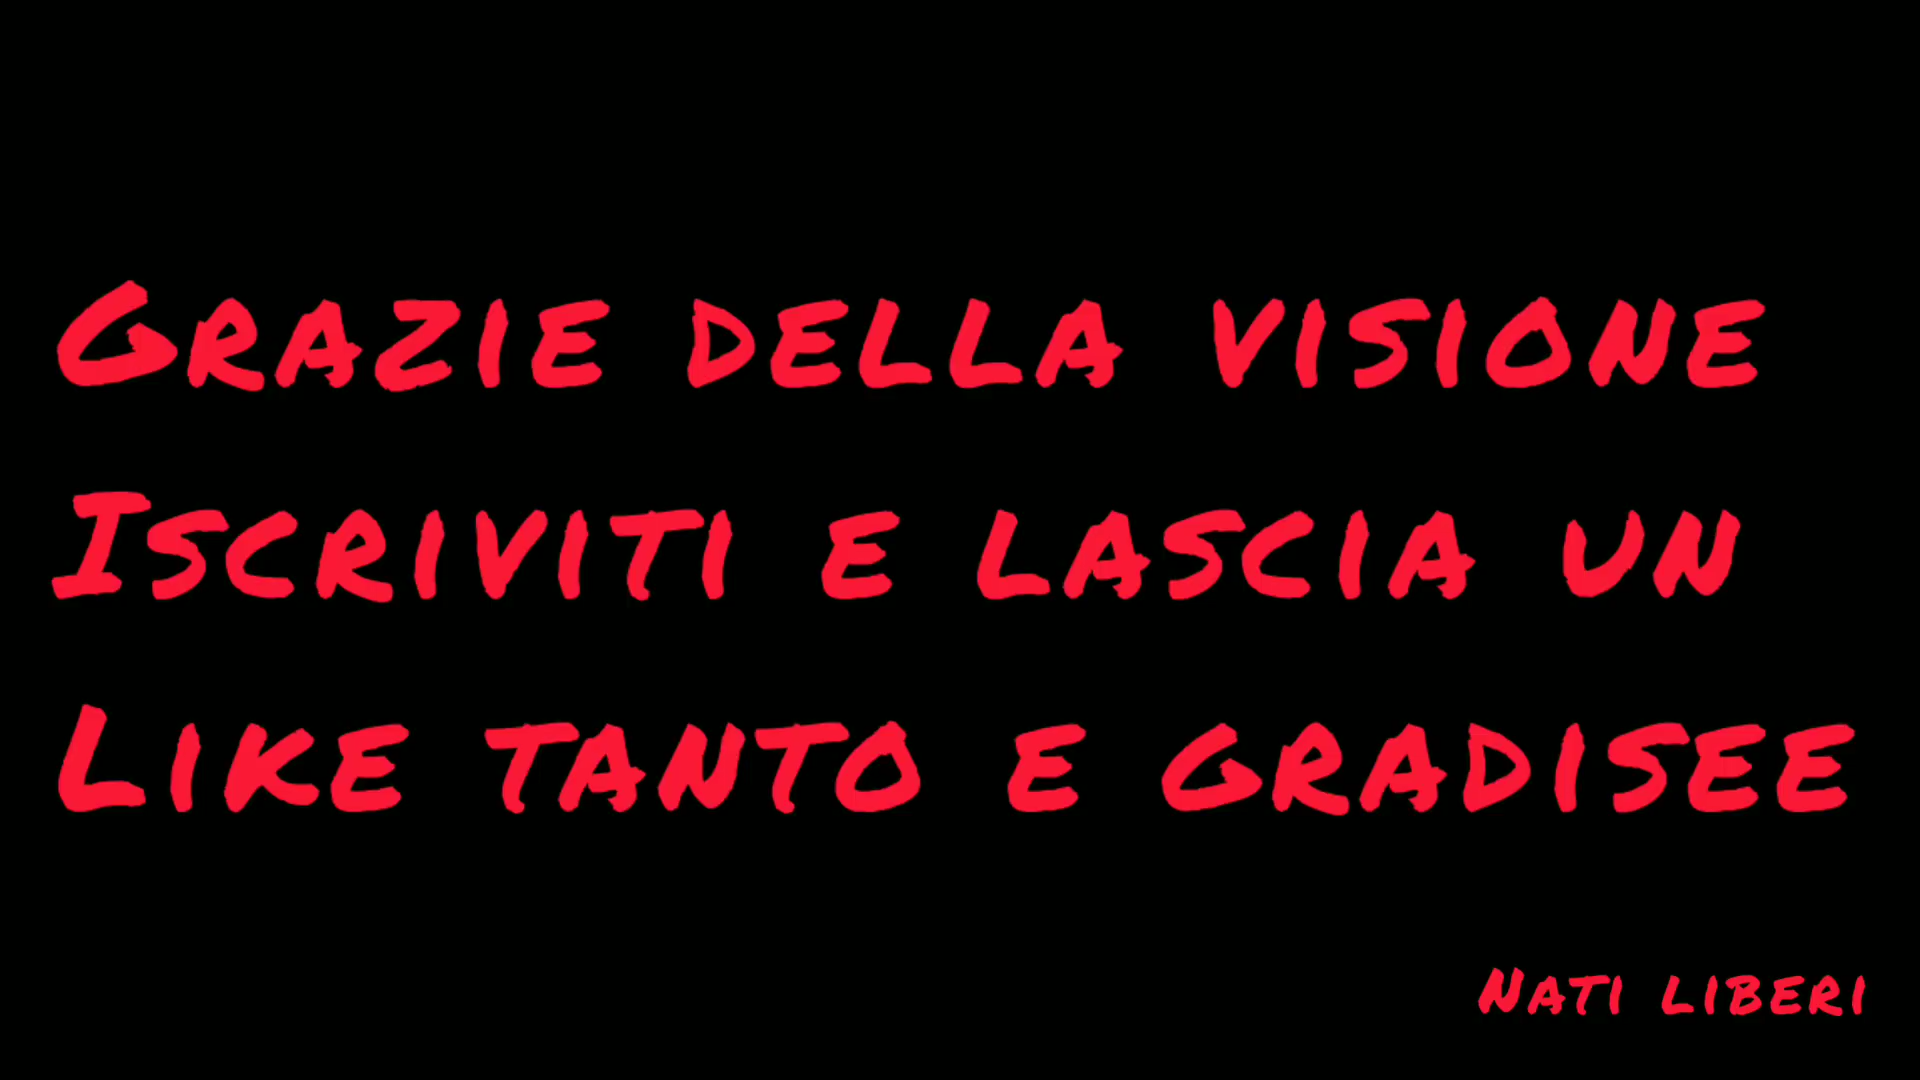 Grazie della visione
Iscriviti e lascia un
Like tanto e gradisee
Nati liberi